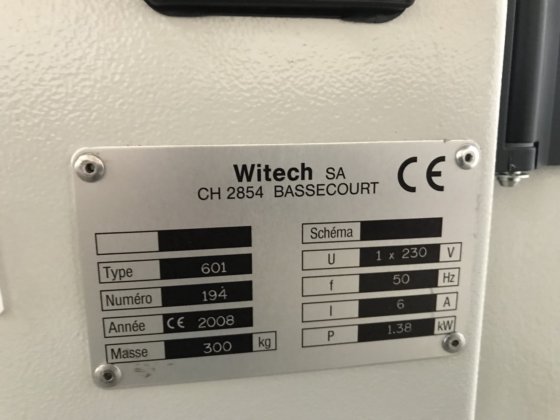 Witech SA
CH 2854 BASSECOURT
CE
Type 601
Numéro 194
Année CE 2008
Masse 300 kg
Schéma
U 1 x 230 V
f 50 Hz
I 6 A
P 1.38 kW